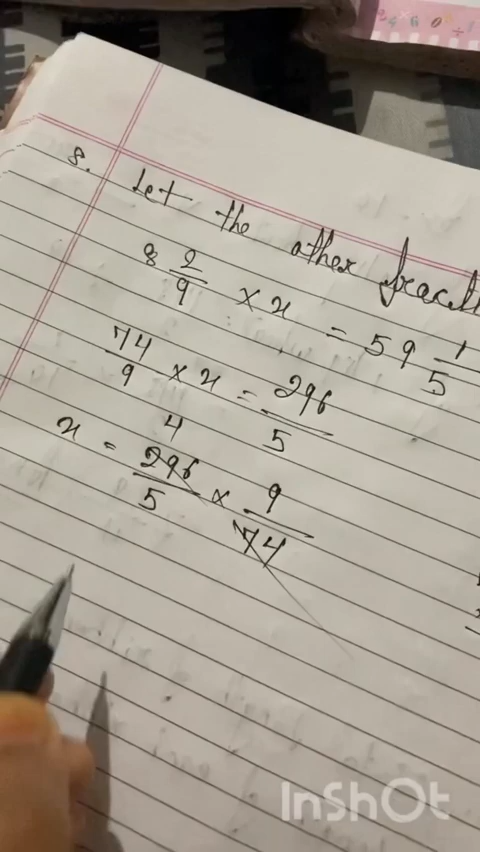 8. Let the other fracti
8 2/9 × x = 59 1/5
74/9 × x = 296/5
4
x = 296/5 × 9/74
InShOt